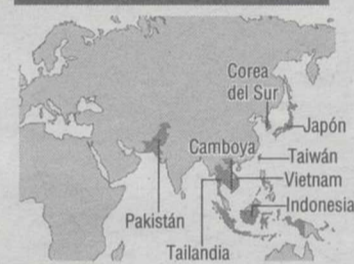 Corea
del Sur
Japón
Camboya
Taiwán
Vietnam
Indonesia
Pakistán
Tailandia